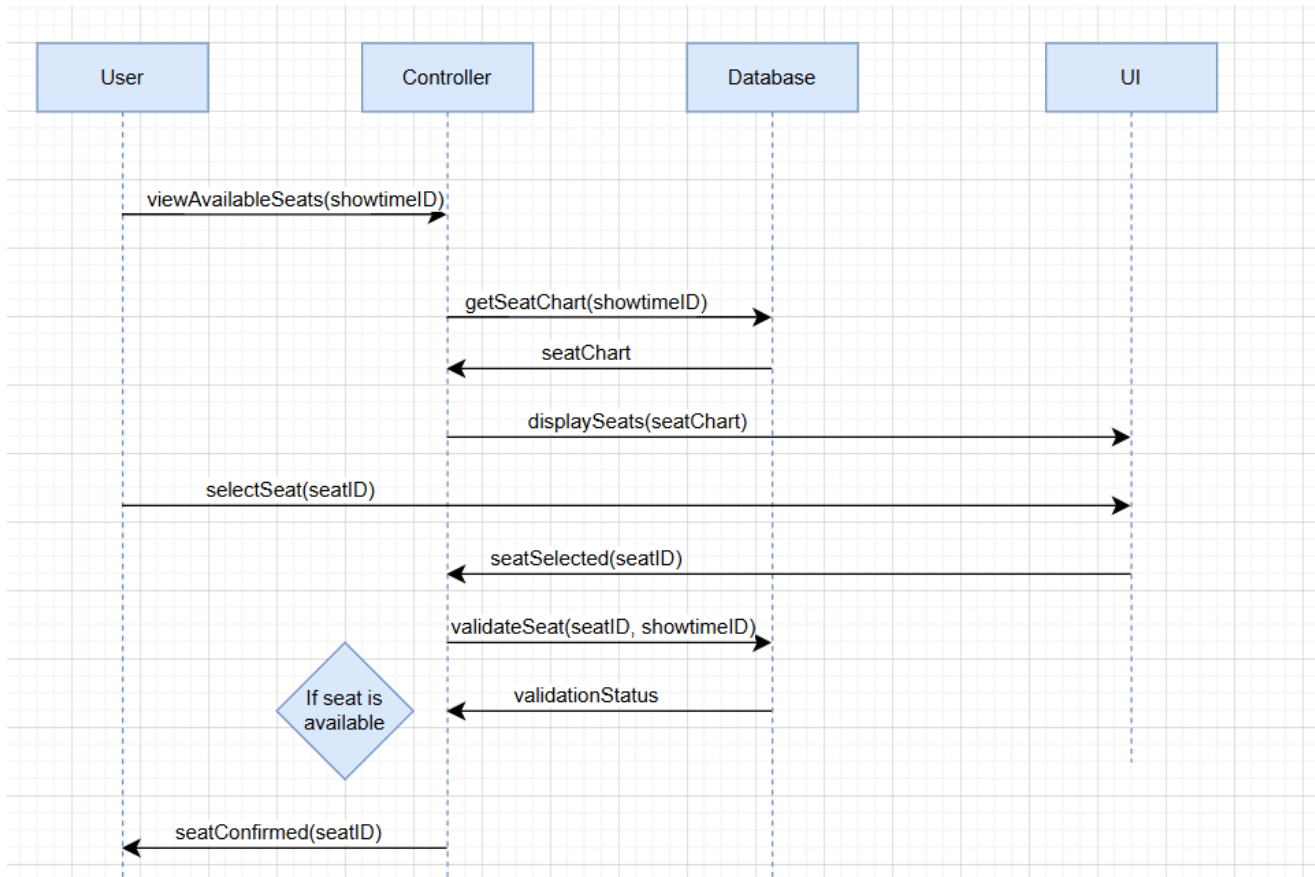 User
Controller
Database
UI
viewAvailableSeats(showtimeID)
getSeatChart(showtimeID)
seatChart
displaySeats(seatChart)
selectSeat(seatID)
seatSelected(seatID)
validateSeat(seatID, showtimeID)
If seat is
available
validationStatus
seatConfirmed(seatID)